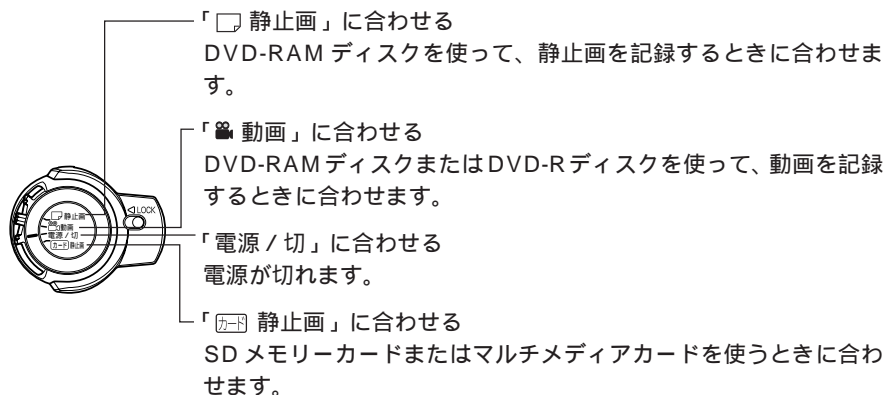 「 静止画」に合わせる
DVD-RAM ディスクを使って、静止画を記録するときに合わせま
す。
「 動画」に合わせる
DVD-RAMディスクまたはDVD-Rディスクを使って、動画を記録
するときに合わせます。
LOCK
静止画
動画
電源 / 切
カード 静止画
「電源 / 切」に合わせる
電源が切れます。
「カード 静止画」に合わせる
SD メモリーカードまたはマルチメディアカードを使うときに合わ
せます。